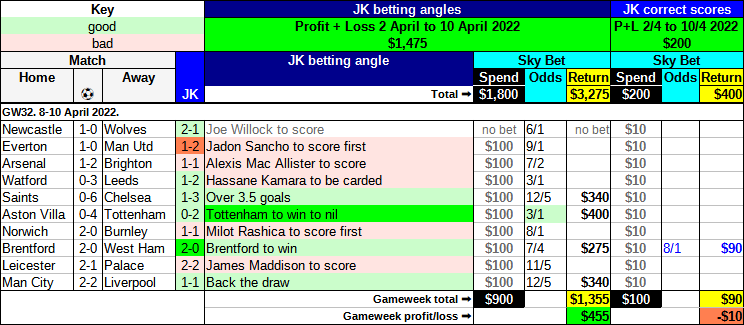 Key JK betting angles JK correct scores
good Profit + Loss 2 April to 10 April 2022 P+L 2/4 to 10/4 2022
bad $1,475 $200
Match JK JK betting angle Sky Bet Sky Bet
Home Away Spend Odds Return Spend Odds Return
Total ➡ $1,800 $3,275 $200 $400
GW32. 8-10 April 2022.
Newcastle 1-0 Wolves 2-1 Joe Willock to score no bet 6/1 no bet $10
Everton 1-0 Man Utd 1-2 Jadon Sancho to score first $100 9/1 $10
Arsenal 1-2 Brighton 1-1 Alexis Mac Allister to score $100 7/2 $10
Watford 0-3 Leeds 1-2 Hassane Kamara to be carded $100 3/1 $10
Saints 0-6 Chelsea 1-3 Over 3.5 goals $100 12/5 $340 $10
Aston Villa 0-4 Tottenham 0-2 Tottenham to win to nil $100 3/1 $400 $10
Norwich 2-0 Burnley 1-1 Milot Rashica to score first $100 8/1 $10
Brentford 2-0 West Ham 2-0 Brentford to win $100 7/4 $275 $10 8/1 $90
Leicester 2-1 Palace 2-2 James Maddison to score $100 11/5 $10
Man City 2-2 Liverpool 1-1 Back the draw $100 12/5 $340 $10
Gameweek total ➡ $900 $1,355 $100 $90
Gameweek profit/loss ➡ $455 -$10